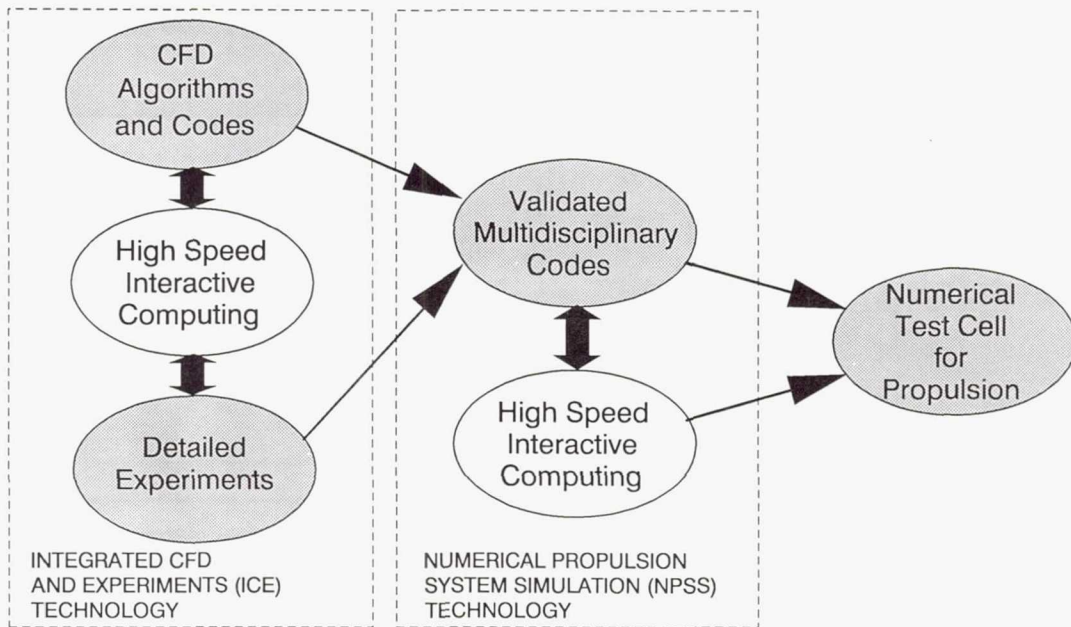 CFD
Algorithms
and Codes
High Speed
Interactive
Computing
Detailed
Experiments
INTEGRATED CFD
AND EXPERIMENTS (ICE)
TECHNOLOGY
Validated
Multidisciplinary
Codes
High Speed
Interactive
Computing
NUMERICAL PROPULSION
SYSTEM SIMULATION (NPSS)
TECHNOLOGY
Numerical
Test Cell
for
Propulsion